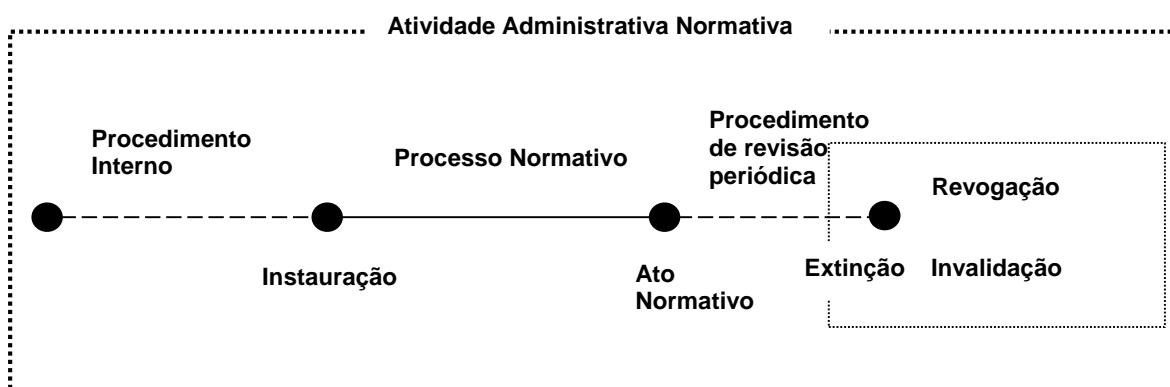 Atividade Administrativa Normativa
Procedimento
Interno
Processo Normativo
Procedimento
de revisão
periódica
Revogação
Instauração
Ato
Normativo
Extinção
Invalidação